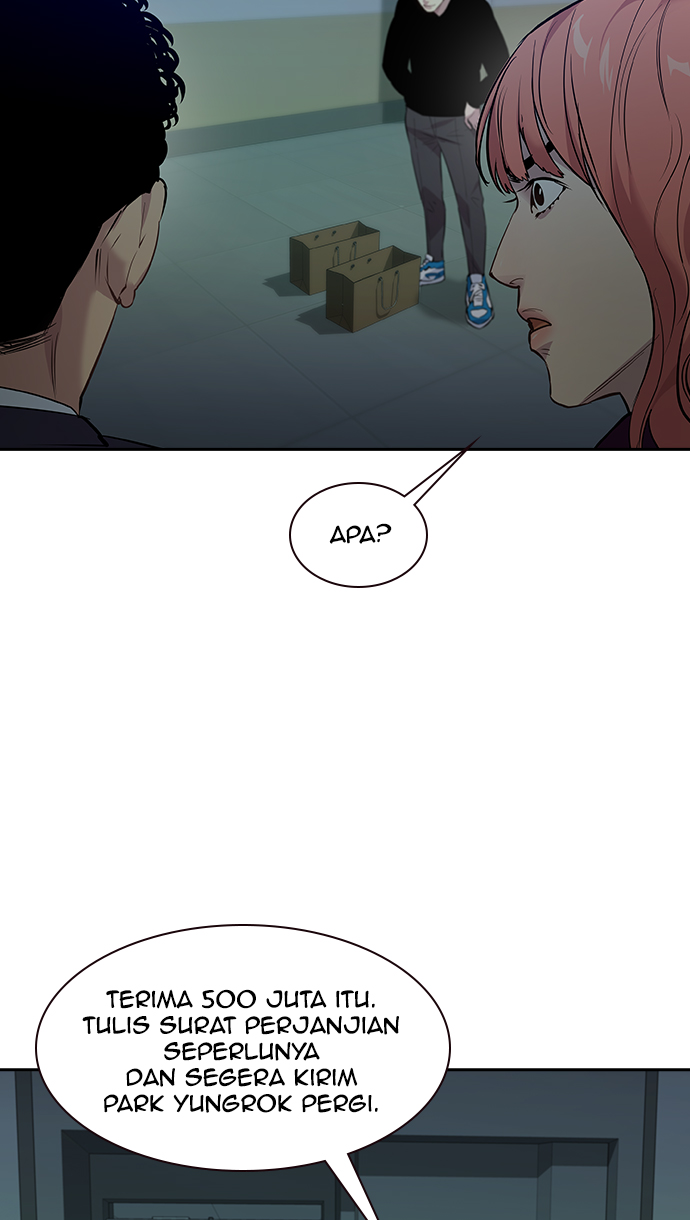 APA?
TERIMA 500 JUTA ITU.
TULIS SURAT PERJANJIAN
SEPERLUNYA
DAN SEGERA KIRIM
PARK YUNGROK PERGI.